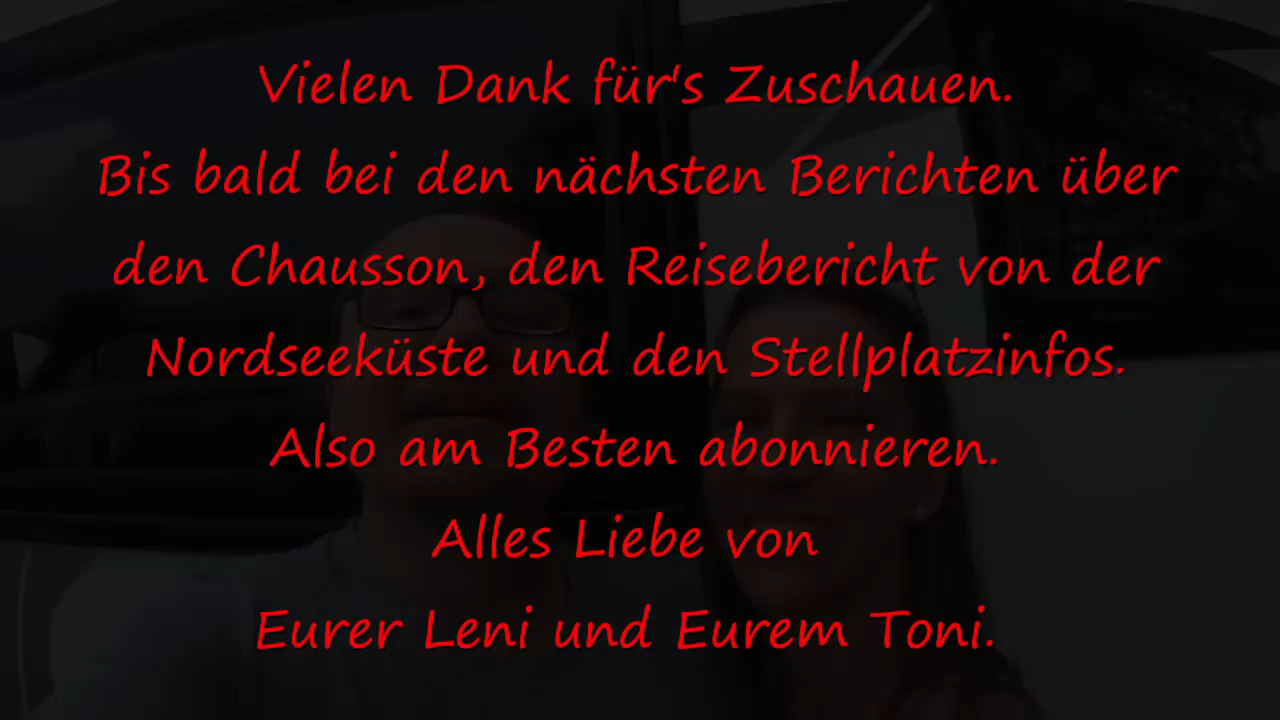 Vielen Dank für's Zuschauen.
Bis bald bei den nächsten Berichten über
den Chausson, den Reisebericht von der
Nordseeküste und den Stellplatzinfos.
Also am Besten abonnieren.
Alles Liebe von
Eurer Leni und Eurem Toni.